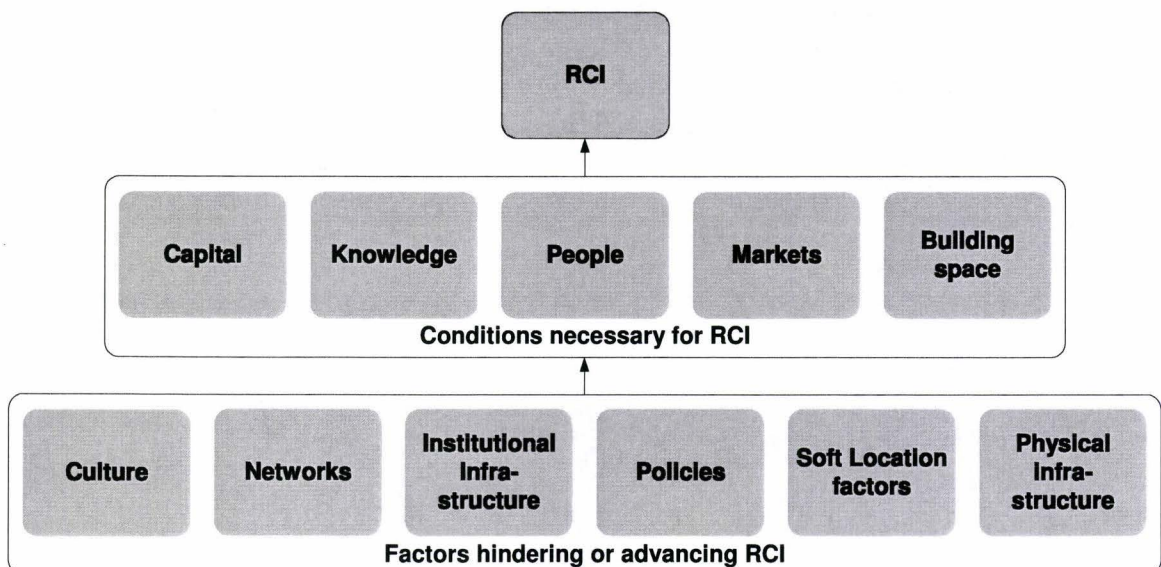 RCI
Capital
Knowledge
People
Markets
Building
space
Conditions necessary for RCI
Culture
Networks
Institutional
infra-
structure
Policies
Soft Location
factors
Physical
infra-
structure
Factors hindering or advancing RCI